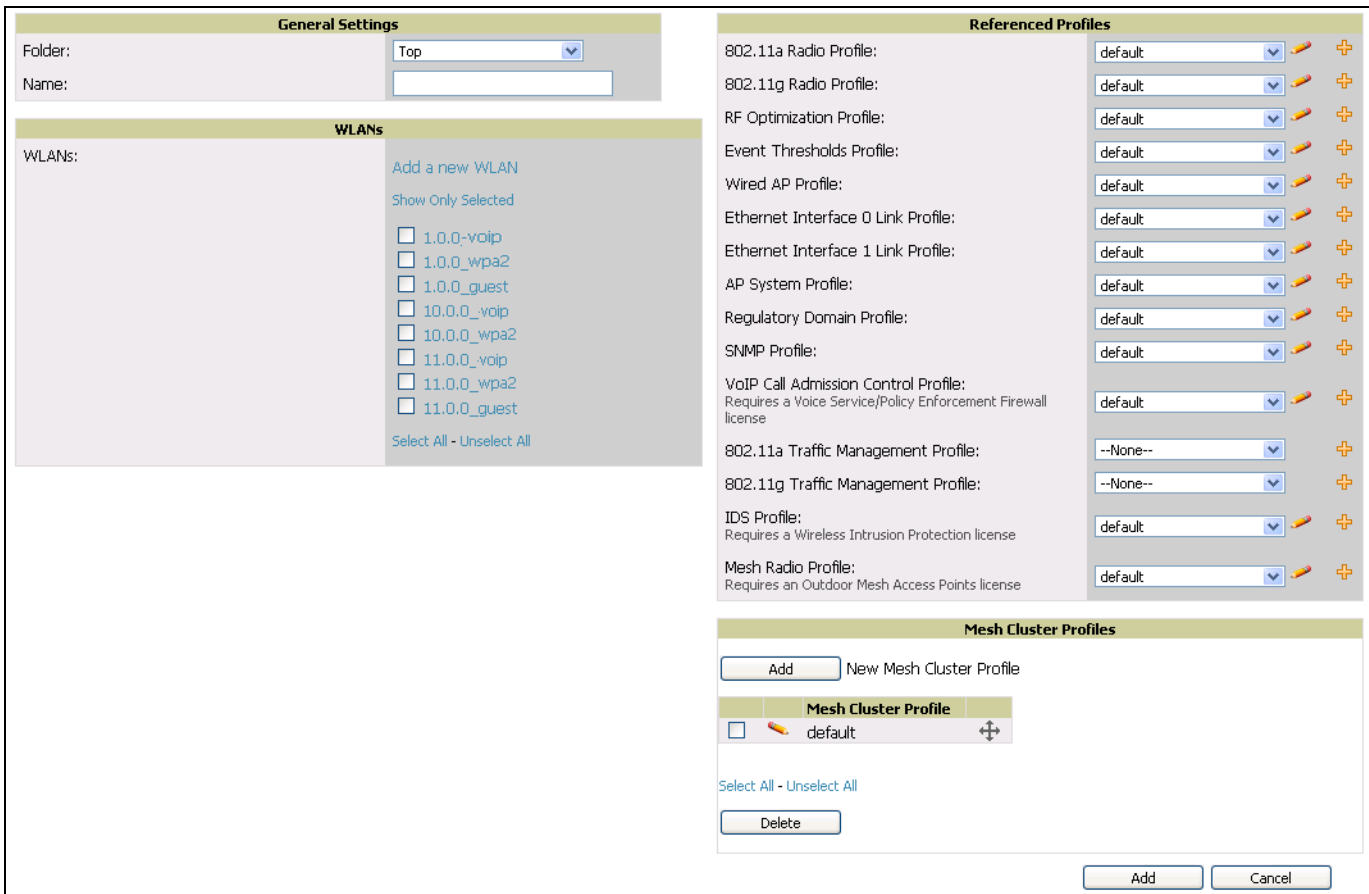 General Settings
Folder:
Top
Name:
WLANs
WLANs:
Add a new WLAN
Show Only Selected
1.0.0-voip
1.0.0_wpa2
1.0.0_guest
10.0.0_-voip
10.0.0_wpa2
11.0.0_-voip
11.0.0_wpa2
11.0.0_guest
Select All - Unselect All
Referenced Profiles
802.11a Radio Profile:
default
802.11g Radio Profile:
default
RF Optimization Profile:
default
Event Thresholds Profile:
default
Wired AP Profile:
default
Ethernet Interface 0 Link Profile:
default
Ethernet Interface 1 Link Profile:
default
AP System Profile:
default
Regulatory Domain Profile:
default
SNMP Profile:
default
VoIP Call Admission Control Profile:
Requires a Voice Service/Policy Enforcement Firewall
license
default
802.11a Traffic Management Profile:
--None--
802.11g Traffic Management Profile:
--None--
IDS Profile:
Requires a Wireless Intrusion Protection license
default
Mesh Radio Profile:
Requires an Outdoor Mesh Access Points license
default
Mesh Cluster Profiles
Add New Mesh Cluster Profile
Mesh Cluster Profile
default
Select All - Unselect All
Delete
Add Cancel